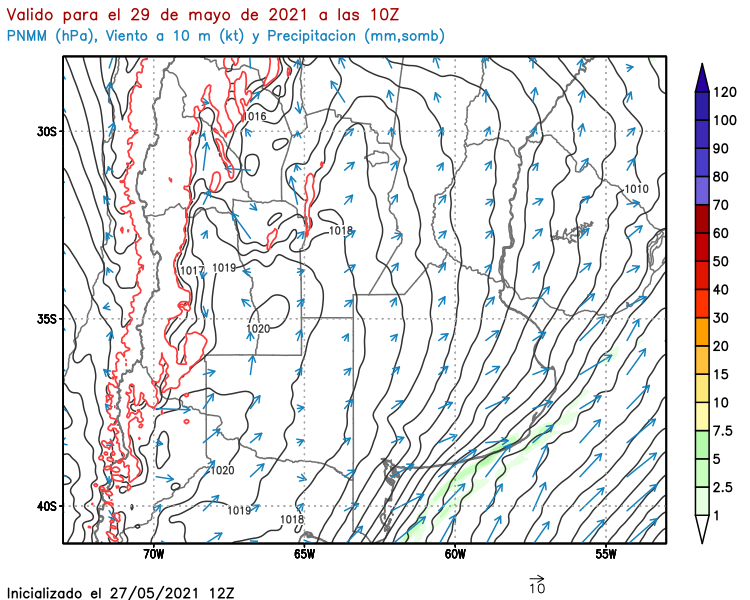 Valido para el 29 de mayo de 2021 a las 10Z
PNMM (hPa), Viento a 10 m (kt) y Precipitacion (mm,somb)
30S
35S
40S
70W
65W
60W
55W
1016
1010
1018
1017
1019
1020
1020
1019
1018
120
100
90
80
70
60
50
40
30
20
15
10
10
7.5
5
2.5
1
10
Inicializado el 27/05/2021 12Z